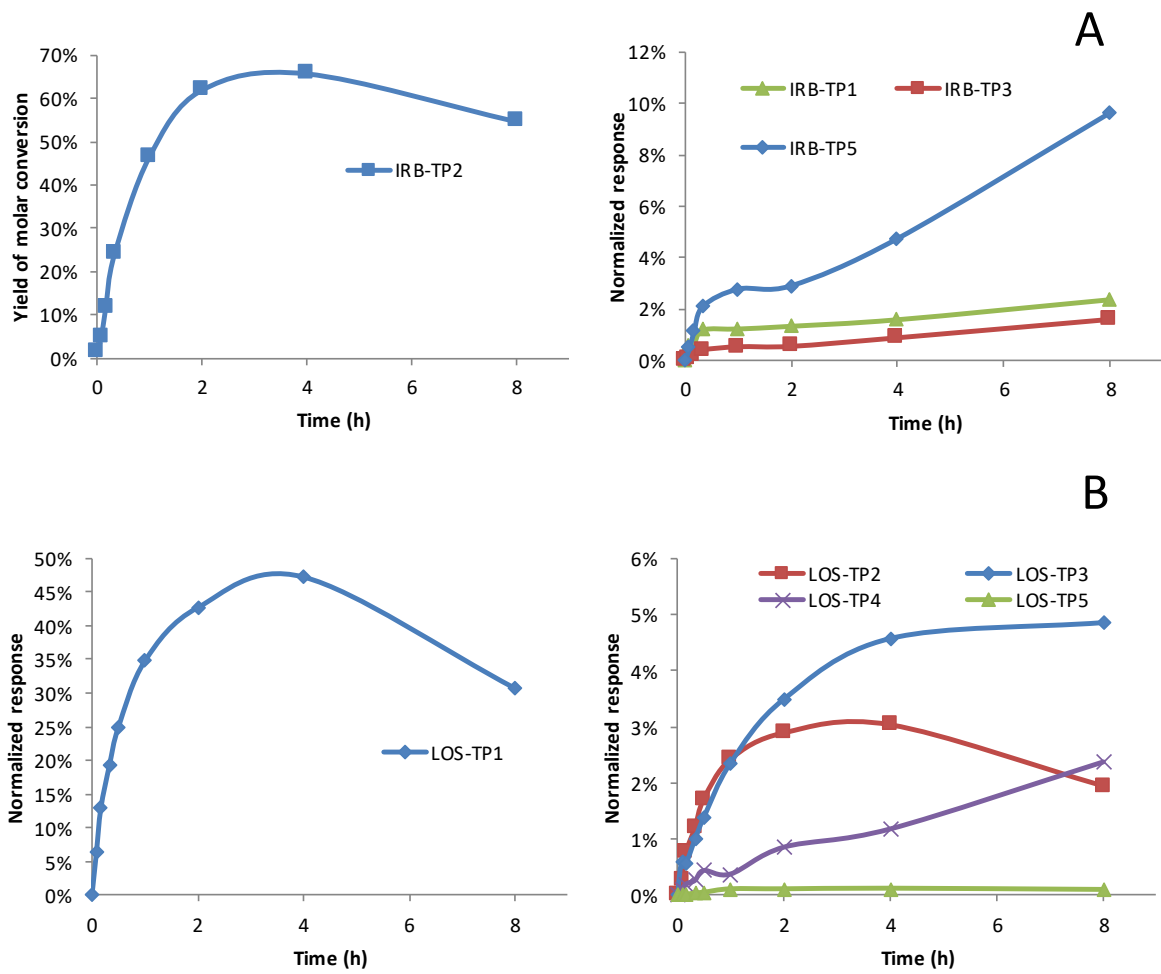 A
70%
60%
50%
40%
30%
20%
10%
0%
Yield of molar conversion
IRB-TP2
0 2 4 6 8
Time (h)
12%
10%
8%
6%
4%
2%
0%
Normalized response
IRB-TP1 IRB-TP3
IRB-TP5
0 2 4 6 8
Time (h)
B
50%
45%
40%
35%
30%
25%
20%
15%
10%
5%
0%
Normalized response
LOS-TP1
0 2 4 6 8
Time (h)
6%
5%
4%
3%
2%
1%
0%
Normalized response
LOS-TP2 LOS-TP3
LOS-TP4 LOS-TP5
0 2 4 6 8
Time (h)